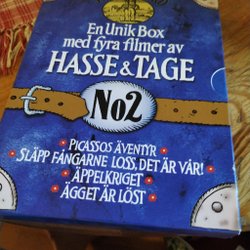 En Unik Box
med fyra filmer av
HASSE & TAGE
No2
• PICASSOS ÄVENTYR •
• SLÄPP FÅNGARNE LOSS, DET ÄR VÅR! •
• ÄPPELKRIGET •
• ÄGGET ÄR LÖST •